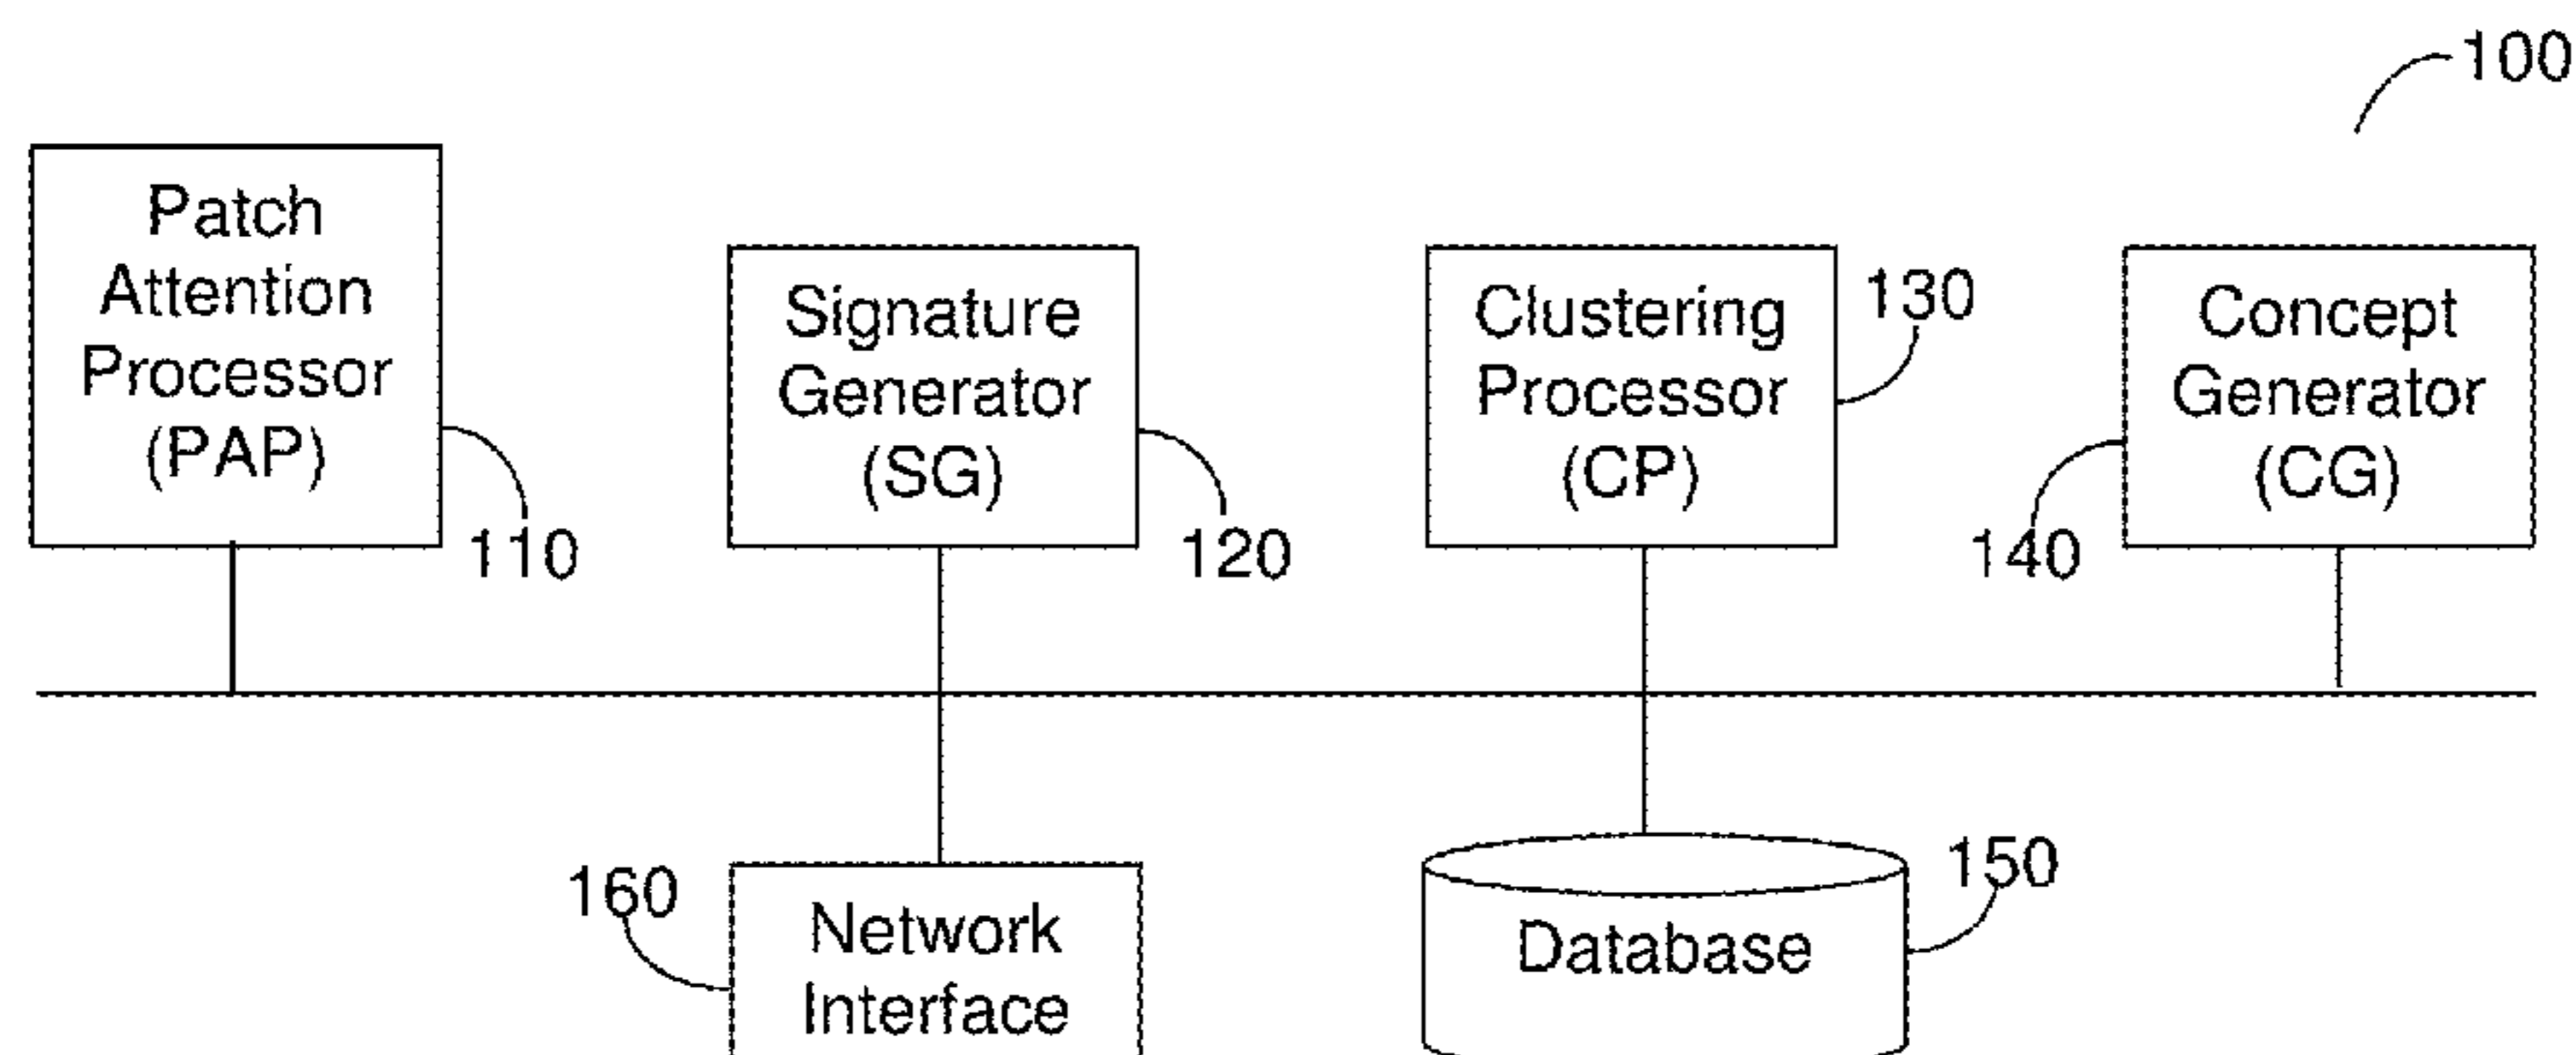 100
Patch
Attention
Processor
(PAP)
110
Signature
Generator
(SG)
120
Clustering
Processor
(CP)
130
Concept
Generator
(CG)
140
160
Network
Interface
Database
150